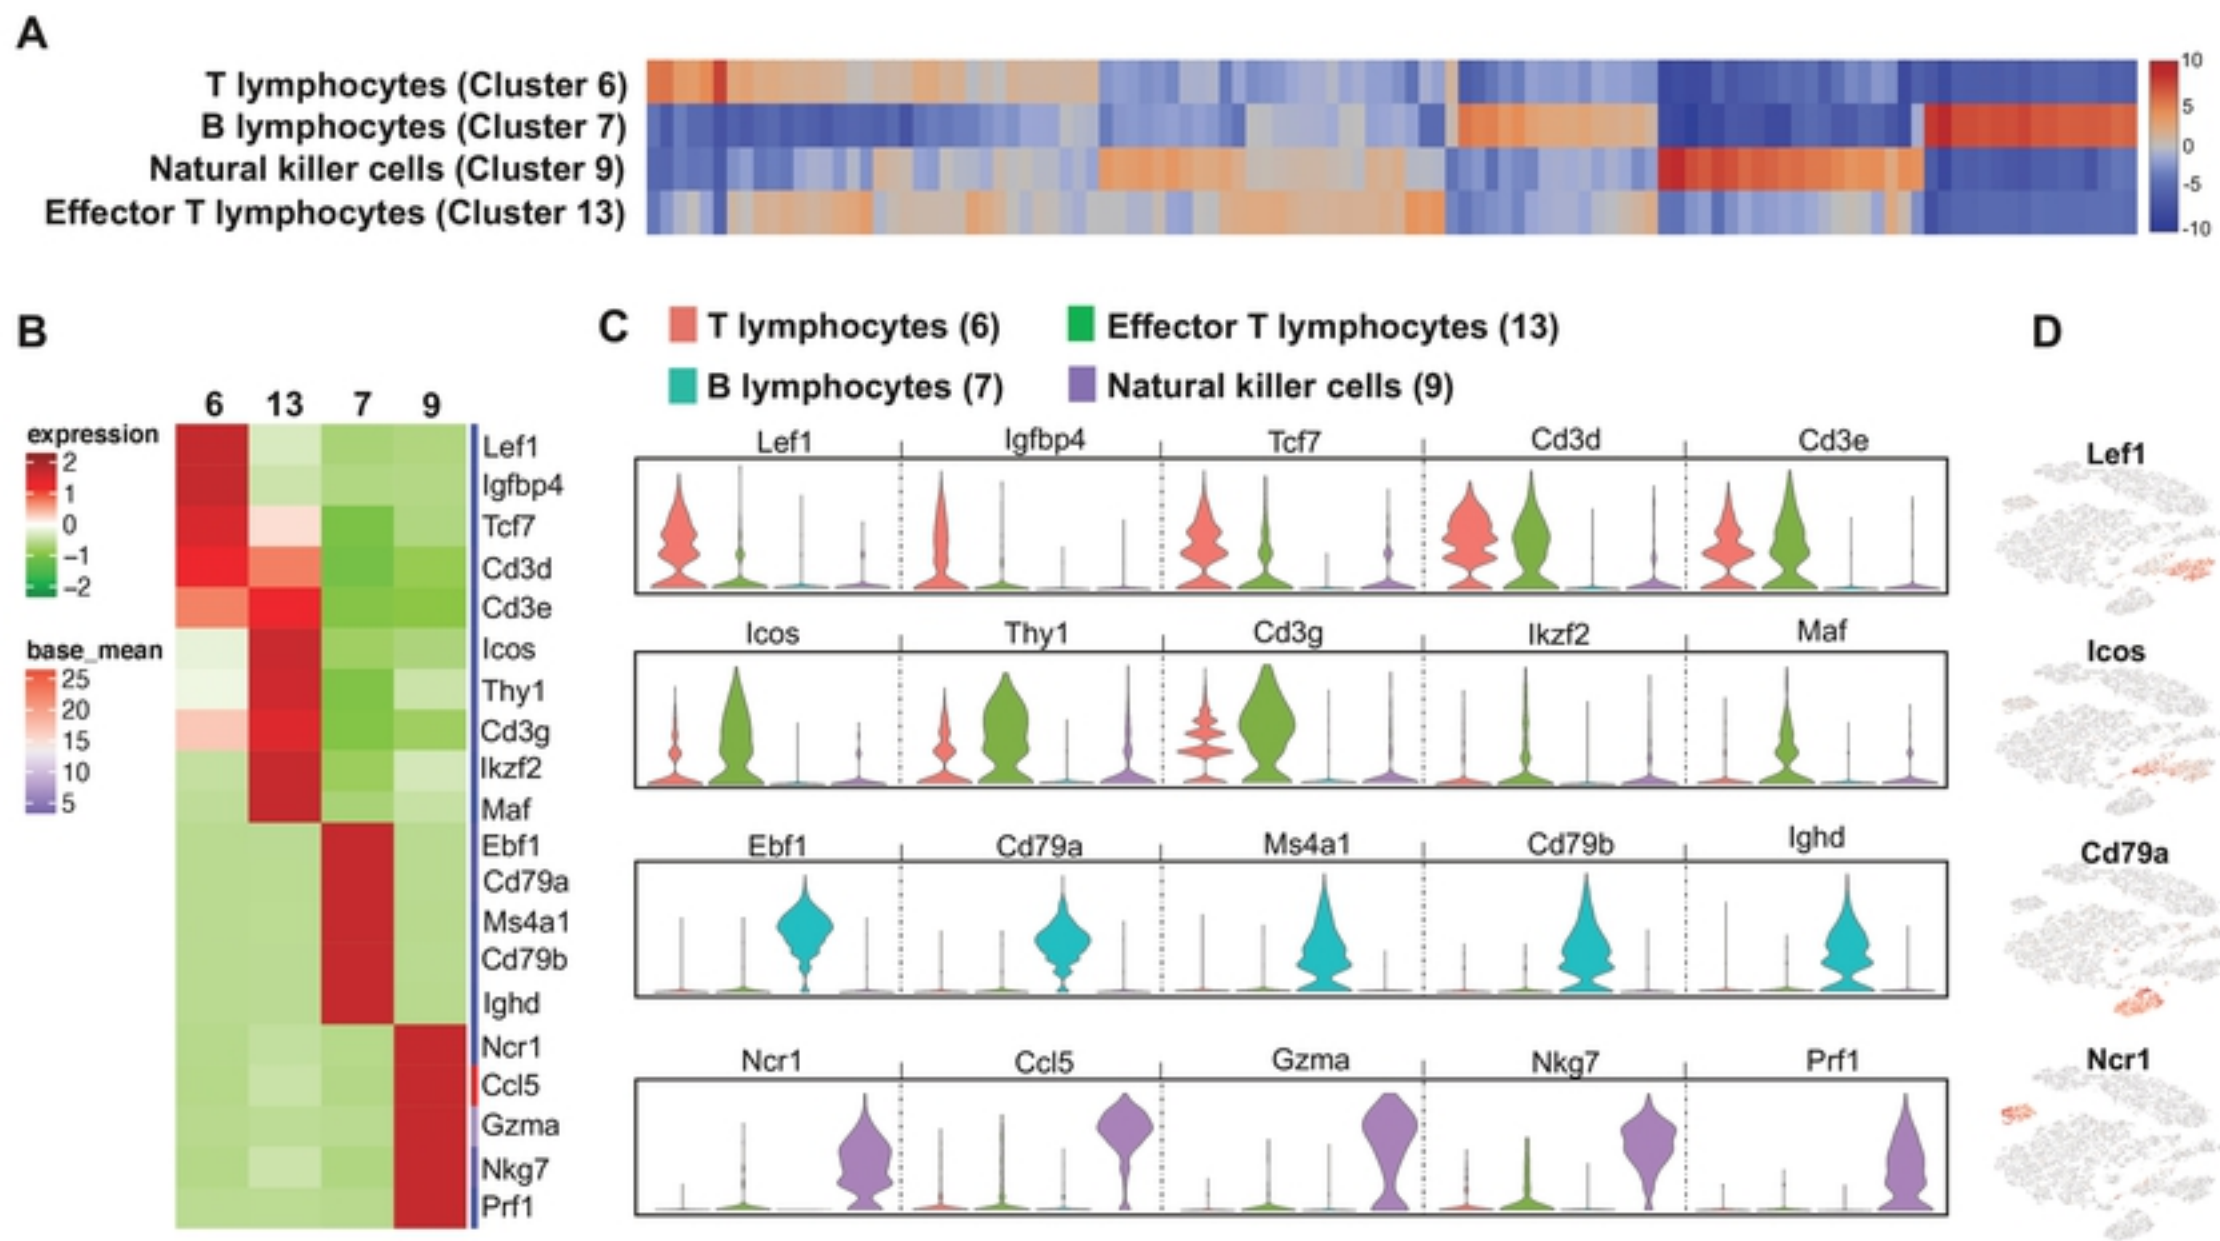 A
T lymphocytes (Cluster 6)
B lymphocytes (Cluster 7)
Natural killer cells (Cluster 9)
Effector T lymphocytes (Cluster 13)
10
5
0
-5
-10
B
6 13 7 9
expression
2
1
0
−1
−2
base_mean
25
20
15
10
5
Lef1
Igfbp4
Tcf7
Cd3d
Cd3e
Icos
Thy1
Cd3g
Ikzf2
Maf
Ebf1
Cd79a
Ms4a1
Cd79b
Ighd
Ncr1
Ccl5
Gzma
Nkg7
Prf1
C
T lymphocytes (6) Effector T lymphocytes (13)
B lymphocytes (7) Natural killer cells (9)
Lef1 Igfbp4 Tcf7 Cd3d Cd3e
Icos Thy1 Cd3g Ikzf2 Maf
Ebf1 Cd79a Ms4a1 Cd79b Ighd
Ncr1 Ccl5 Gzma Nkg7 Prf1
D
Lef1
Icos
Cd79a
Ncr1